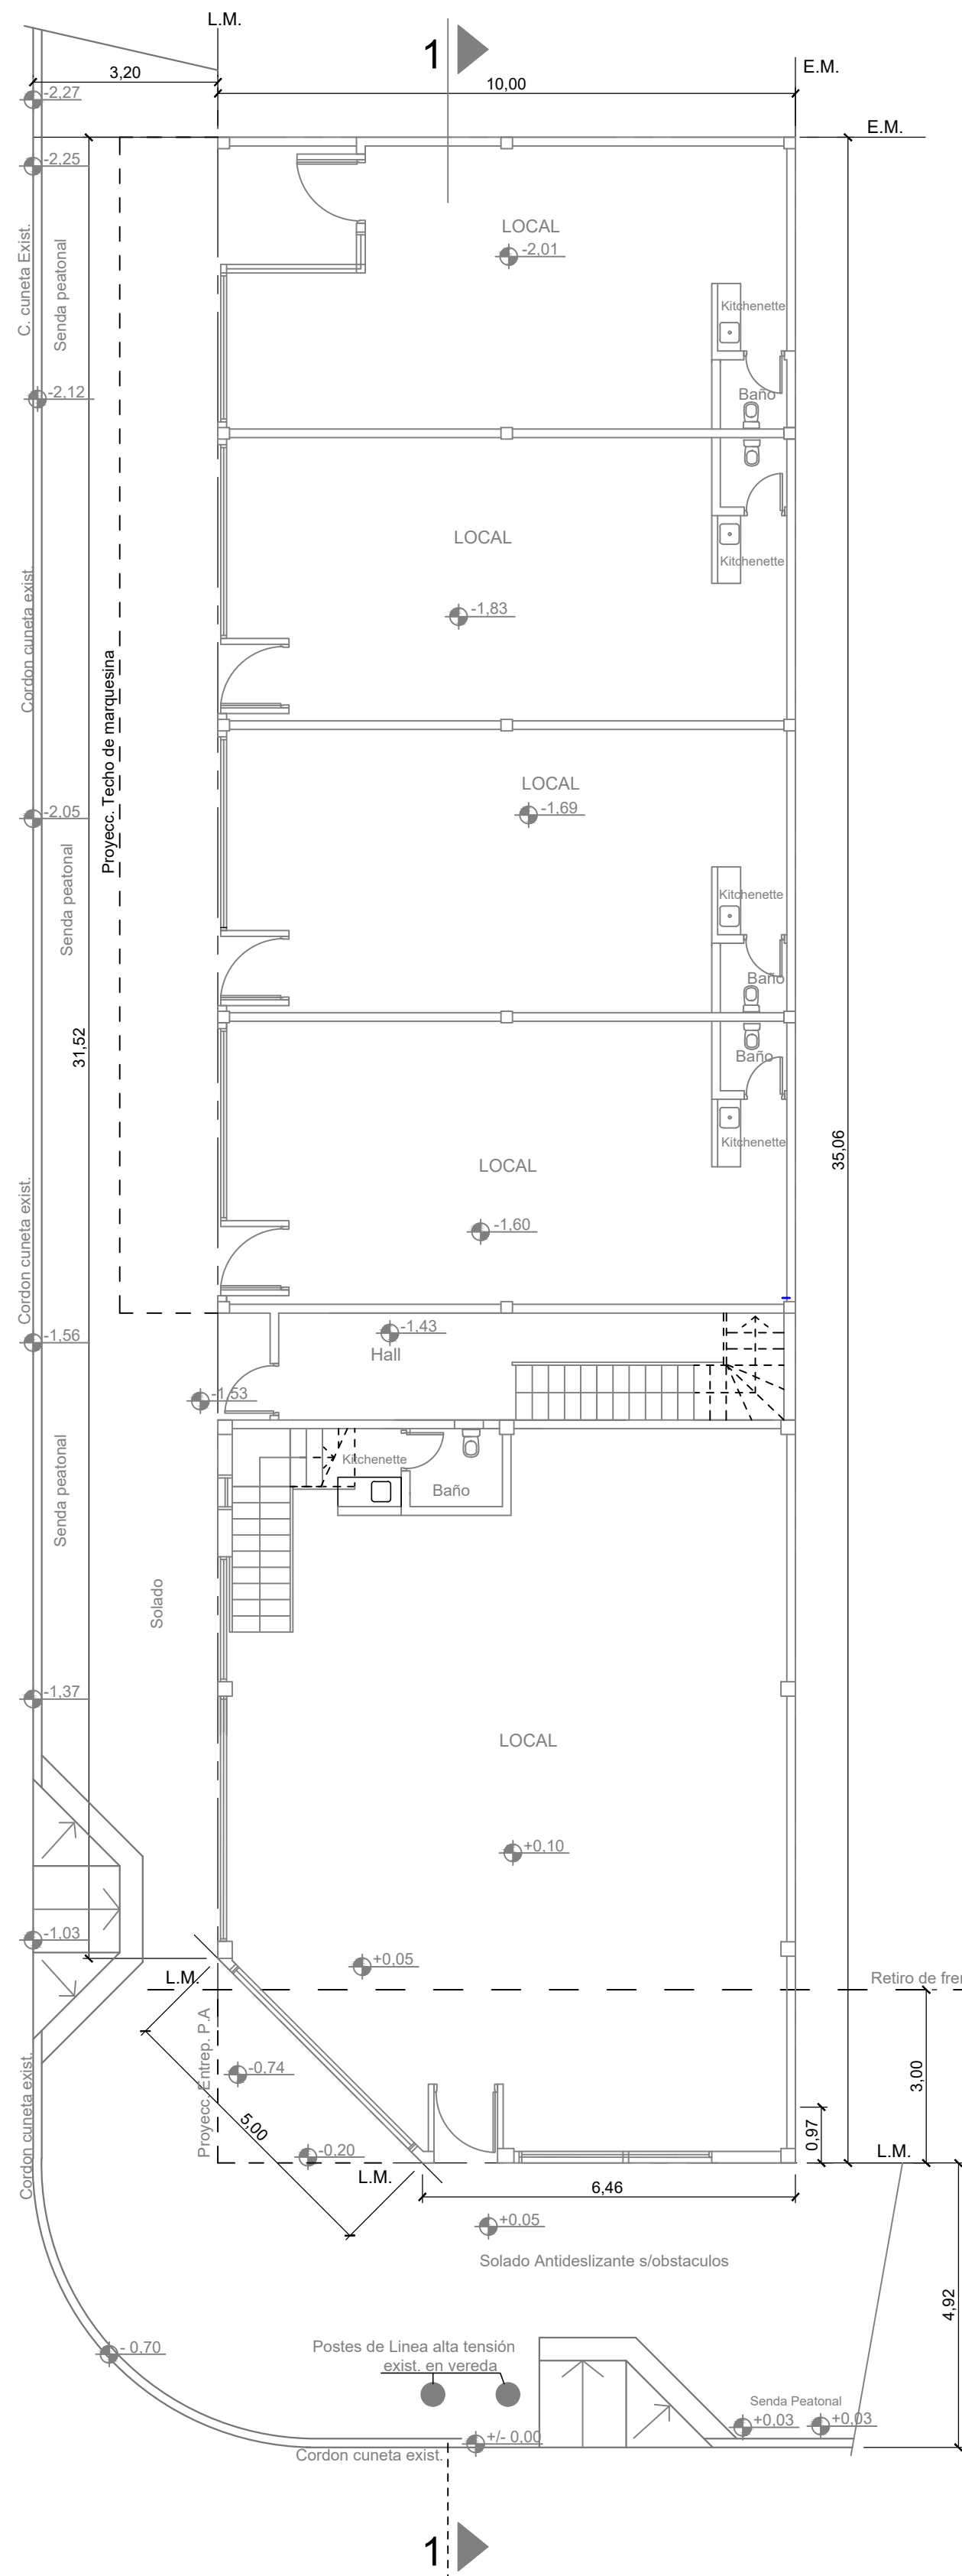 L.M.
1
E.M.
3,20
10,00
-2,27
E.M.
-2,25
LOCAL
-2,01
C. cuneta Exist.
Senda peatonal
Kitchenette
-2,12
Baño
LOCAL
Kitchenette
Cordon cuneta exist.
-1,83
Proyecc. Techo de marquesina
LOCAL
-2,05
-1,69
Senda peatonal
Kitchenette
Baño
31,52
Baño
Kitchenette
35,06
LOCAL
Cordon cuneta exist.
-1,60
-1,43
-1,56
Hall
-1,53
Kitchenette
Baño
Senda peatonal
Solado
-1,37
LOCAL
+0,10
-1,03
+0,05
L.M.
Retiro de fre
Proyecc. Entrep. P.A
-0,74
3,00
Cordon cuneta exist.
5,00
0,97
-0,20
L.M.
L.M.
6,46
+0,05
Solado Antideslizante s/obstaculos
4,92
- 0,70
Postes de Linea alta tensión
exist. en vereda
Senda Peatonal
+0,03
+0,03
+/- 0,00
Cordon cuneta exist.
1